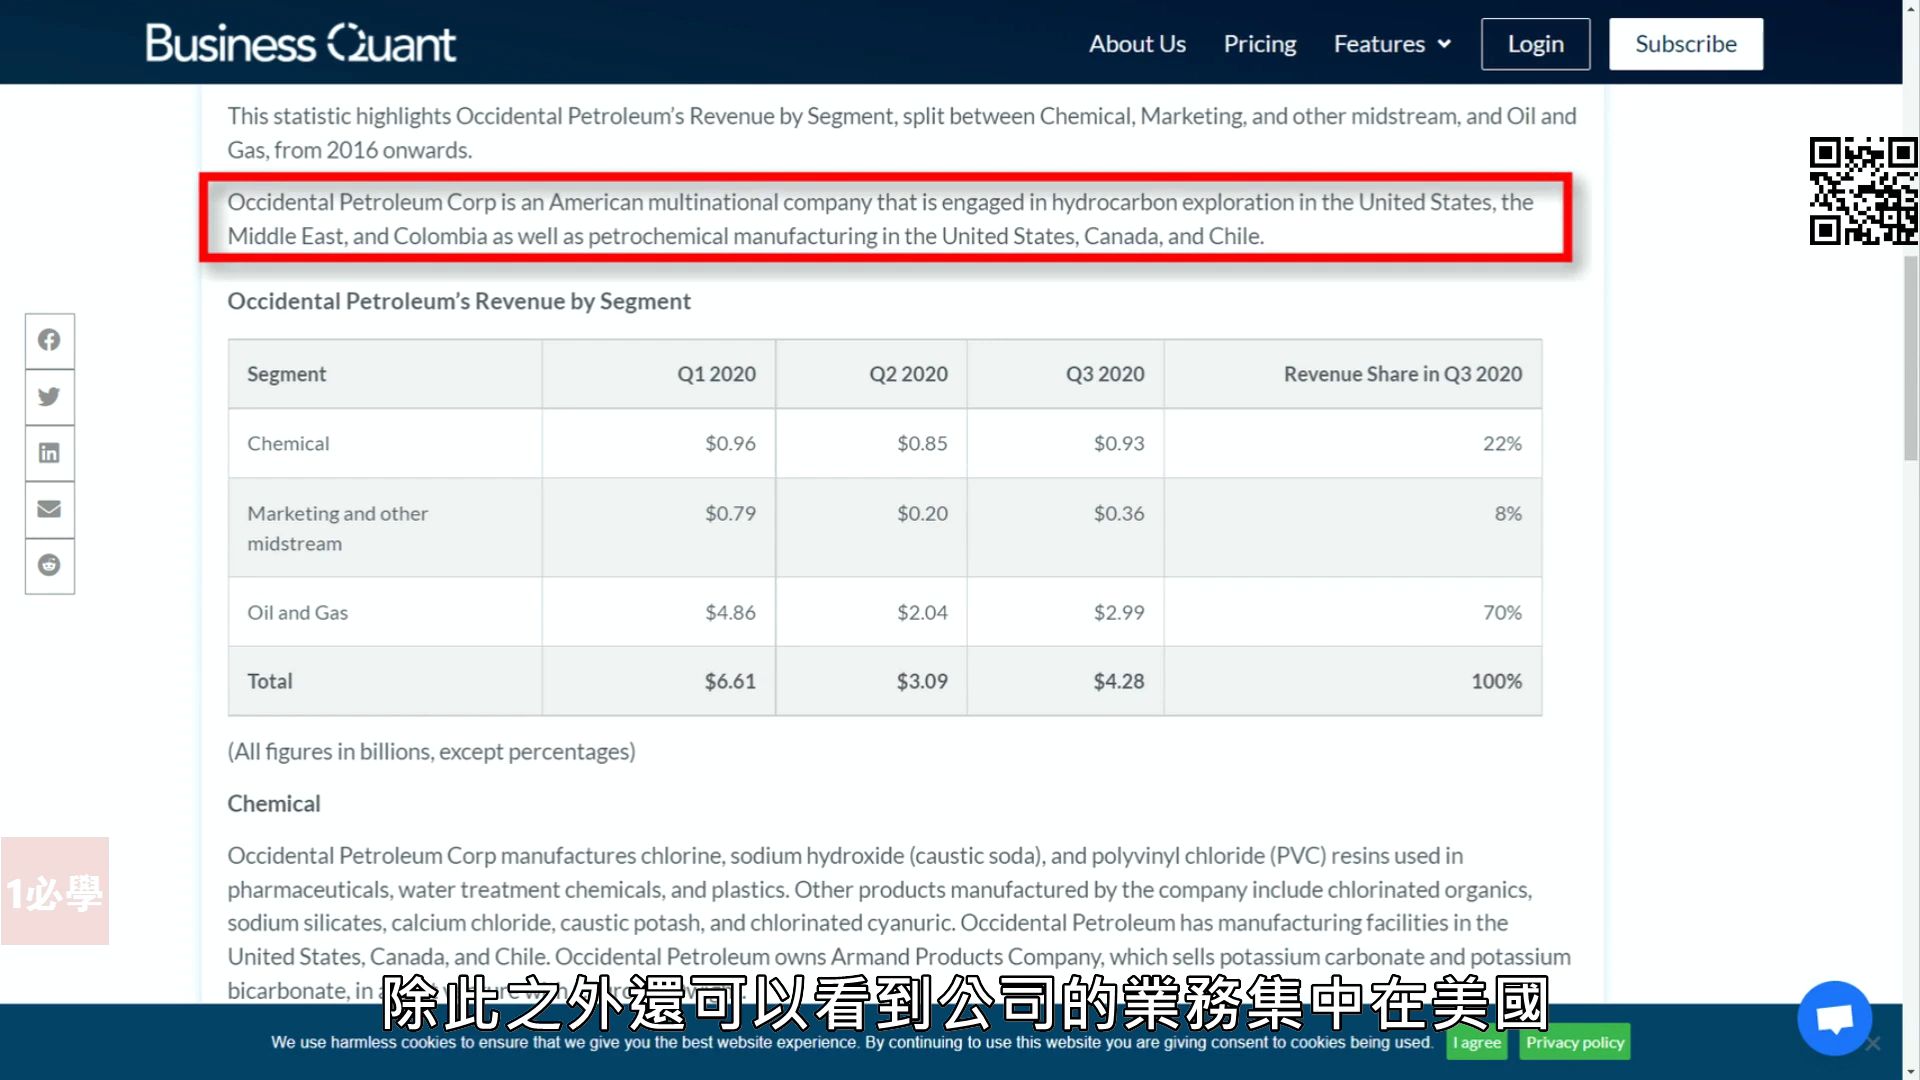 Business Quant
About Us
Pricing
Features
Login
Subscribe
This statistic highlights Occidental Petroleum’s Revenue by Segment, split between Chemical, Marketing, and other midstream, and Oil and
Gas, from 2016 onwards.
Occidental Petroleum Corp is an American multinational company that is engaged in hydrocarbon exploration in the United States, the
Middle East, and Colombia as well as petrochemical manufacturing in the United States, Canada, and Chile.
Occidental Petroleum’s Revenue by Segment
Segment Q1 2020 Q2 2020 Q3 2020 Revenue Share in Q3 2020
Chemical $0.96 $0.85 $0.93 22%
Marketing and other
midstream $0.79 $0.20 $0.36 8%
Oil and Gas $4.86 $2.04 $2.99 70%
Total $6.61 $3.09 $4.28 100%
(All figures in billions, except percentages)
Chemical
Occidental Petroleum Corp manufactures chlorine, sodium hydroxide (caustic soda), and polyvinyl chloride (PVC) resins used in
pharmaceuticals, water treatment chemicals, and plastics. Other products manufactured by the company include chlorinated organics,
sodium silicates, calcium chloride, caustic potash, and chlorinated cyanuric. Occidental Petroleum has manufacturing facilities in the
United States, Canada, and Chile. Occidental Petroleum owns Armand Products Company, which sells potassium carbonate and potassium
bicarbonate, in
1必學
除此之外還可以看到公司的業務集中在美國
We use harmless cookies to ensure that we give you the best website experience. By continuing to use this website you are giving consent to cookies being used.
I agree
Privacy policy